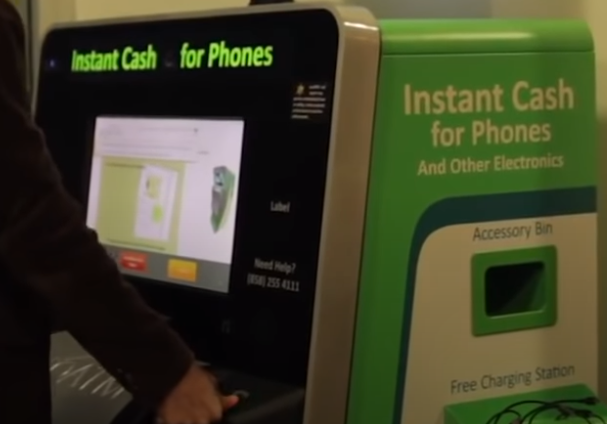 Instant Cash for Phones
Label
Need Help?
(858) 255 4111
Instant Cash
for Phones
And Other Electronics
Accessory Bin
Free Charging Station